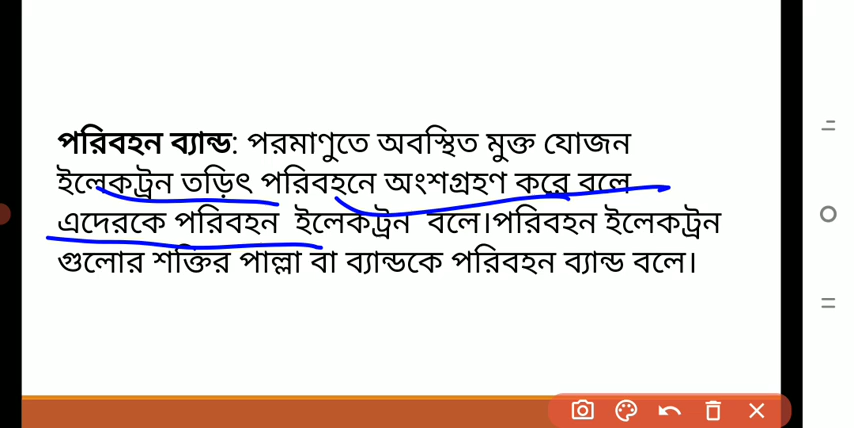 পরিবহন ব্যান্ড: পরমাণুতে অবস্থিত মুক্ত যোজন
ইলেকট্রন তড়িৎ পরিবহনে অংশগ্রহণ করে বলে
এদেরকে পরিবহন ইলেকট্রন বলে।পরিবহন ইলেকট্রন
গুলোর শক্তির পাল্লা বা ব্যান্ডকে পরিবহন ব্যান্ড বলে।